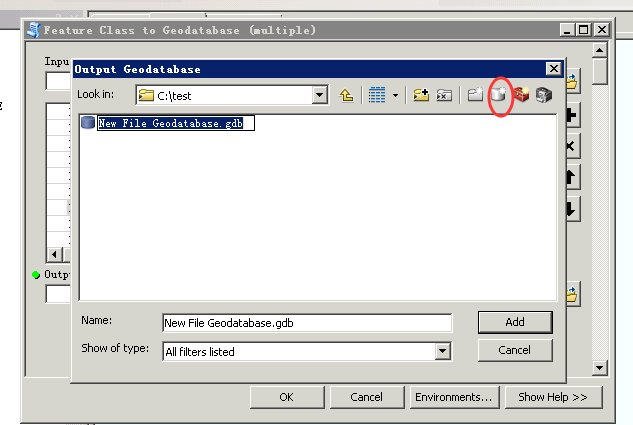 Feature Class to Geodatabase (multiple)
Inpu
Output Geodatabase
Look in:
C:\test
New File Geodatabase.gdb
Outp
Name:
New File Geodatabase.gdb
Add
Show of type:
All filters listed
Cancel
OK
Cancel
Environments...
Show Help >>